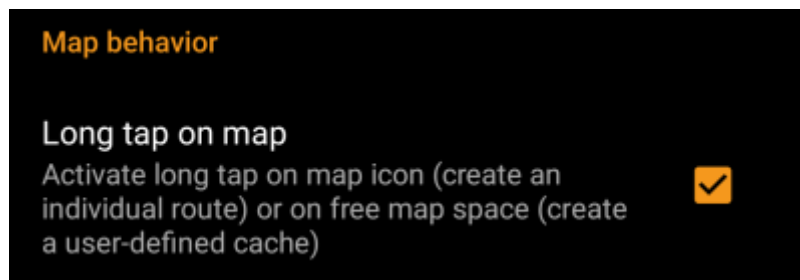 Map behavior
Long tap on map
Activate long tap on map icon (create an
individual route) or on free map space (create
a user-defined cache)